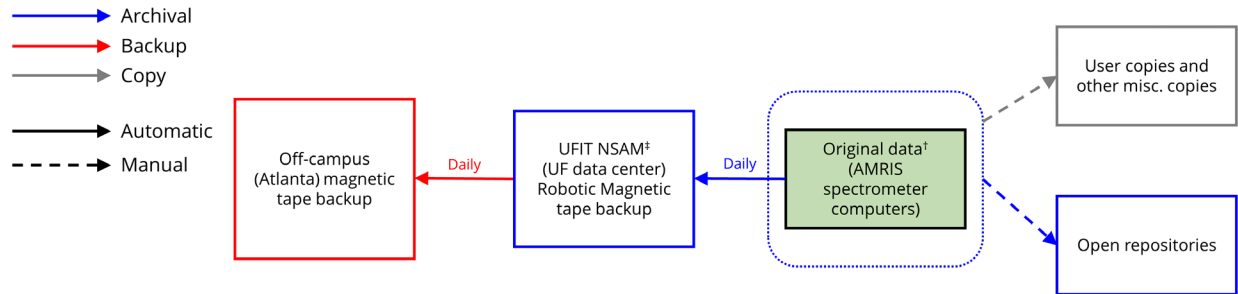 Archival
Backup
Copy
Automatic
Manual
Off-campus
(Atlanta) magnetic
tape backup
Daily
UFIT NSAM‡
(UF data center)
Robotic Magnetic
tape backup
Daily
Original data†
(AMRIS
spectrometer
computers)
User copies and
other misc. copies
Open repositories